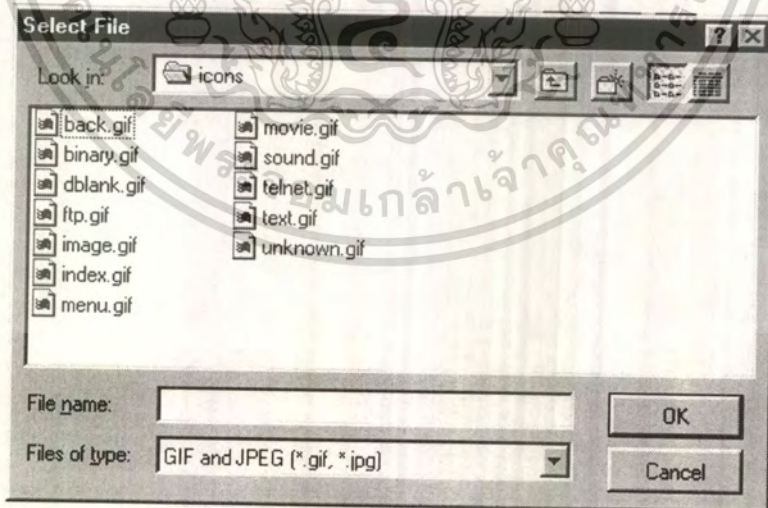 Select File
Look in: icons
back.gif
binary.gif
dblank.gif
ftp.gif
image.gif
index.gif
menu.gif
movie.gif
sound.gif
telnet.gif
text.gif
unknown.gif
File name:
OK
Files of type: GIF and JPEG (*.gif, *.jpg)
Cancel